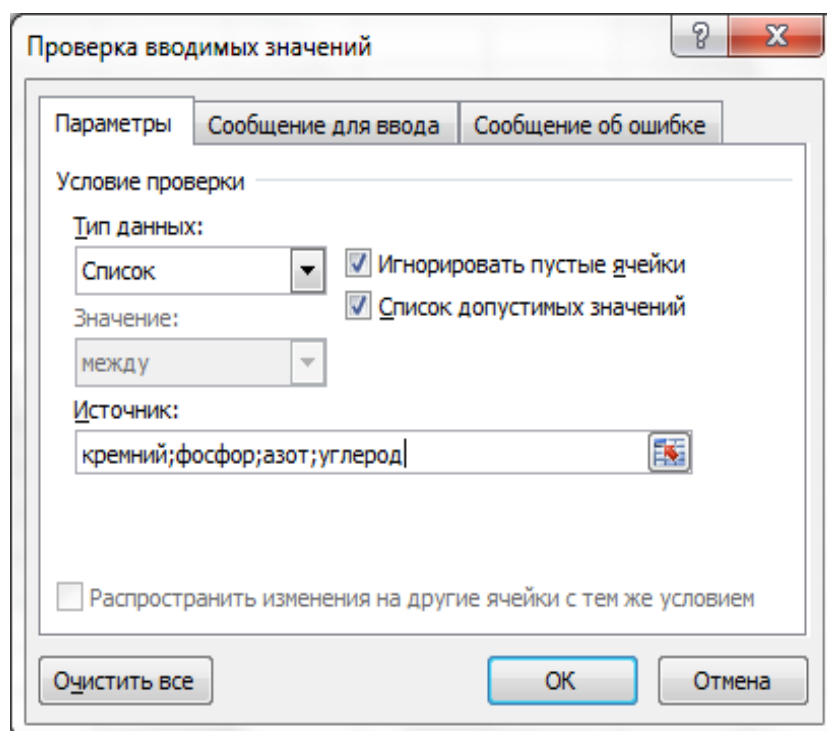 Проверка вводимых значений
Параметры
Сообщение для ввода
Сообщение об ошибке
Условие проверки
Тип данных:
Список
Игнорировать пустые ячейки
Список допустимых значений
Значение:
между
Источник:
кремний;фосфор;азот;углерод
Распространить изменения на другие ячейки с тем же условием
Очистить все
ОК
Отмена